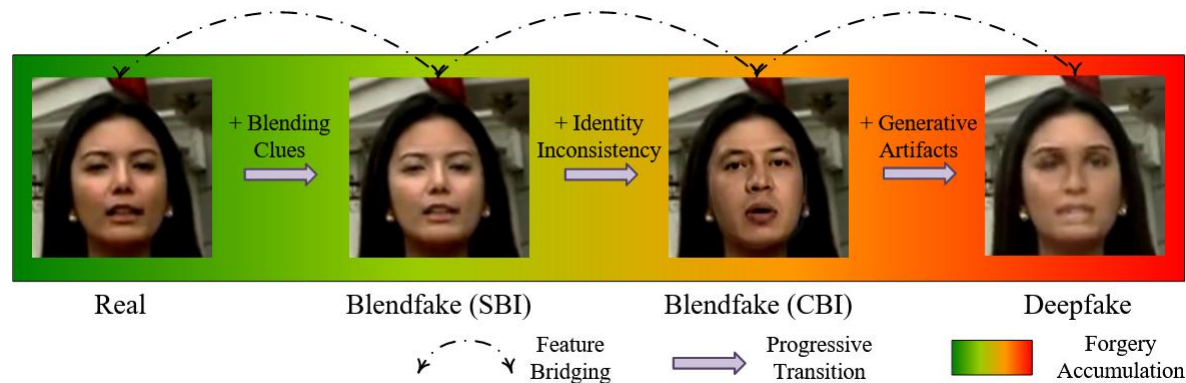 + Blending
Clues
+ Identity
Inconsistency
+ Generative
Artifacts
Real
Blendfake (SBI)
Blendfake (CBI)
Deepfake
Feature
Bridging
Progressive
Transition
Forgery
Accumulation